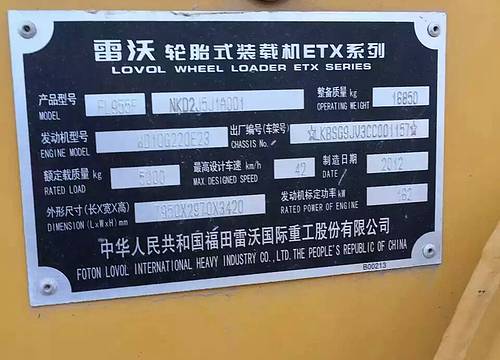 雷沃 轮胎式装载机ETX系列
LOVOL WHEEL LOADER ETX SERIES
产品型号 MODEL FL955F NKD2J5J1A001 整备质量 kg OPERATING WEIGHT 16850
发动机型号 ENGINE MODEL WD10G220E23 出厂编号(车架号) CHASSIS No. ☆LKBSG9JV3CC001157☆
额定载质量 kg RATED LOAD 5000 最高设计车速 km/h MAX. DESIGNED SPEED 42 制造日期 DATE 2012
外形尺寸(长X宽X高) DIMENSION (LxWxH) mm 7950X2970X3420 发动机标定功率 kW RATED POWER OF ENGINE 162
中华人民共和国福田雷沃国际重工股份有限公司
FOTON LOVOL INTERNATIONAL HEAVY INDUSTRY CO., LTD. THE PEOPLE'S REPUBLIC OF CHINA
B00213